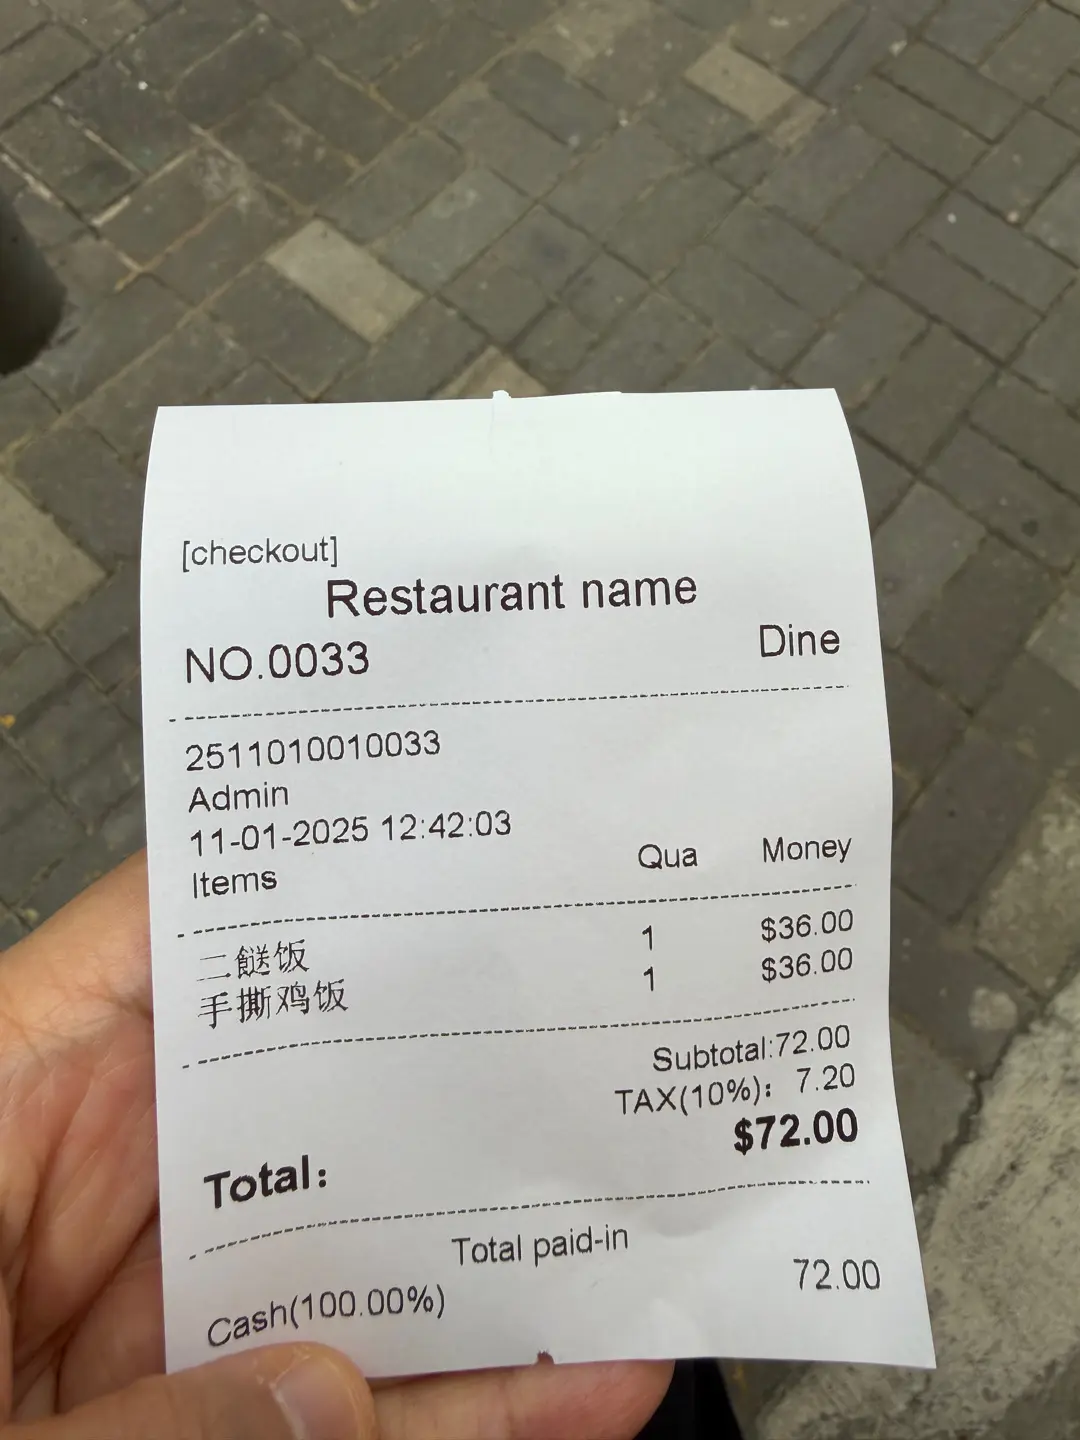 [checkout]
Restaurant name
NO.0033 Dine
2511010010033
Admin
11-01-2025 12:42:03
Items Qua Money
二餸饭 1 $36.00
手撕鸡饭 1 $36.00
Subtotal:72.00
TAX(10%): 7.20
Total: $72.00
Total paid-in
Cash(100.00%) 72.00